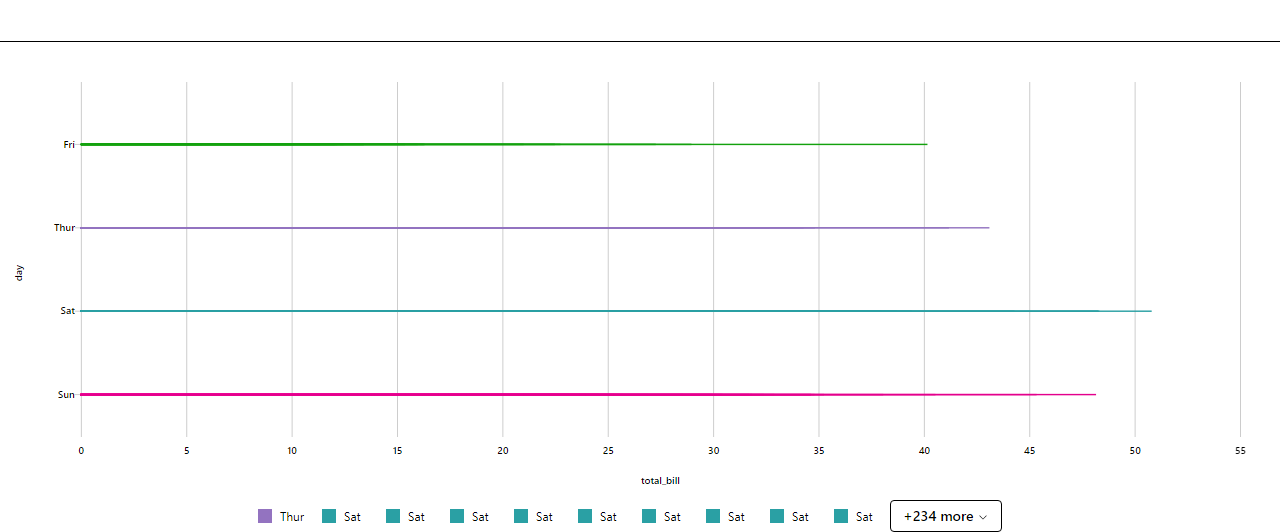 Fri
Thur
day
Sat
Sun
0 5 10 15 20 25 30 35 40 45 50 55
total_bill
Thur Sat Sat Sat Sat Sat Sat Sat Sat Sat +234 more